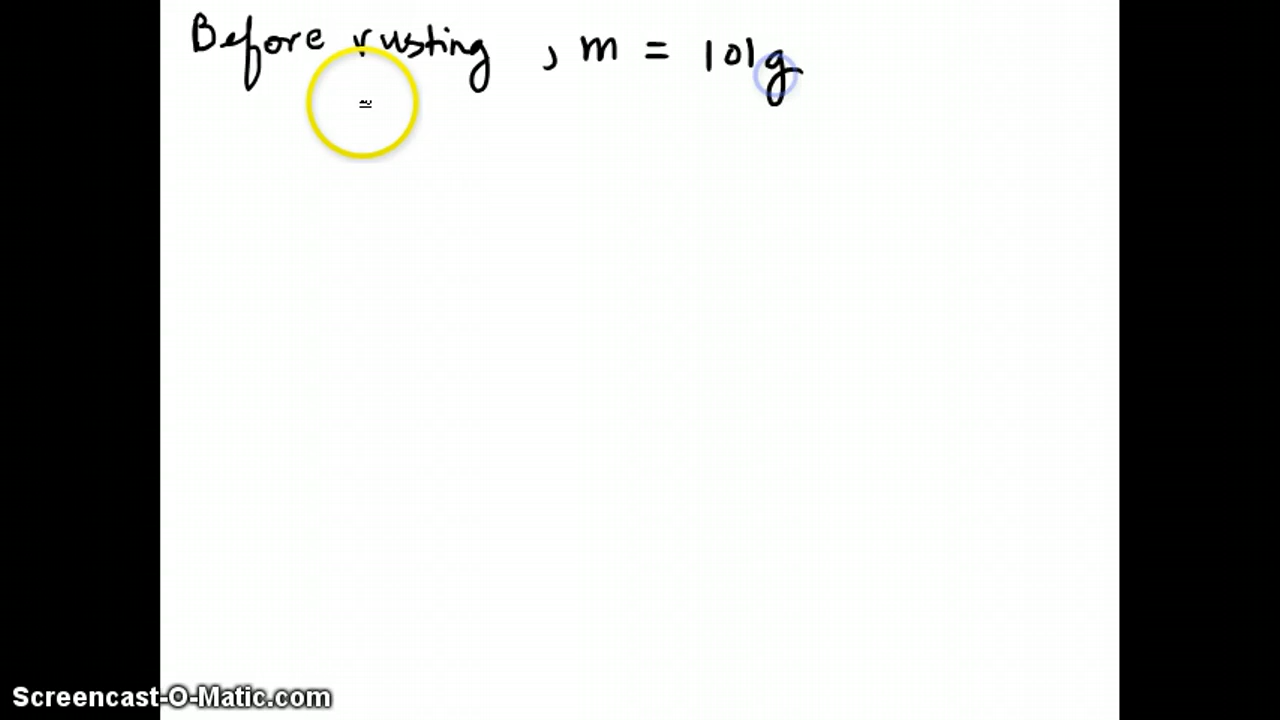 Before rusting , m = 101g
Screencast-O-Matic.com